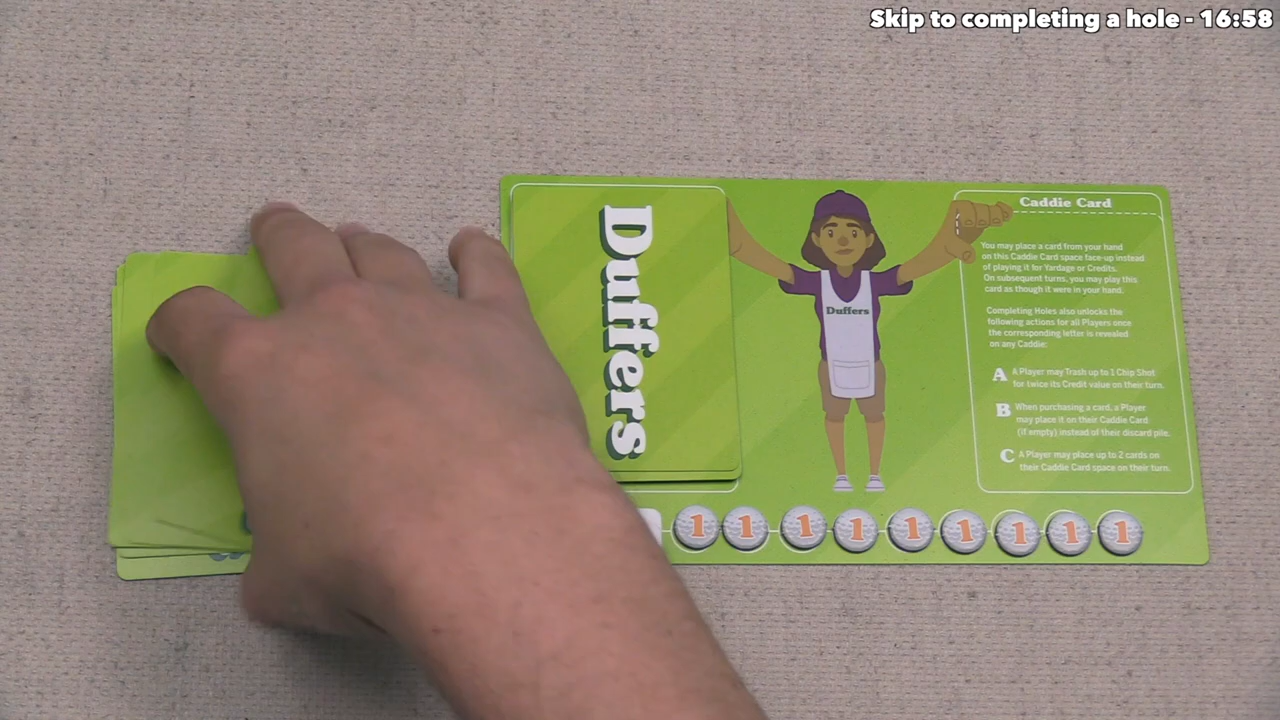 Skip to completing a hole - 16:58
Duffers
Duffers
Caddie Card
You may place a card from your hand
on this Caddie Card space face-up instead
of playing it for Yardage or Credits.
On subsequent turns, you may play this
card as though it were in your hand.
Completing Holes also unlocks the
following actions for all Players once
the corresponding letter is revealed
on any Caddie:
A A Player may Trash up to 1 Chip Shot
for twice its Credit value on their turn.
B When purchasing a card, a Player
may place it on their Caddie Card
(if empty) instead of their discard pile.
C A Player may place up to 2 cards on
their Caddie Card space on their turn.
1 1 1 1 1 1 1 1 1